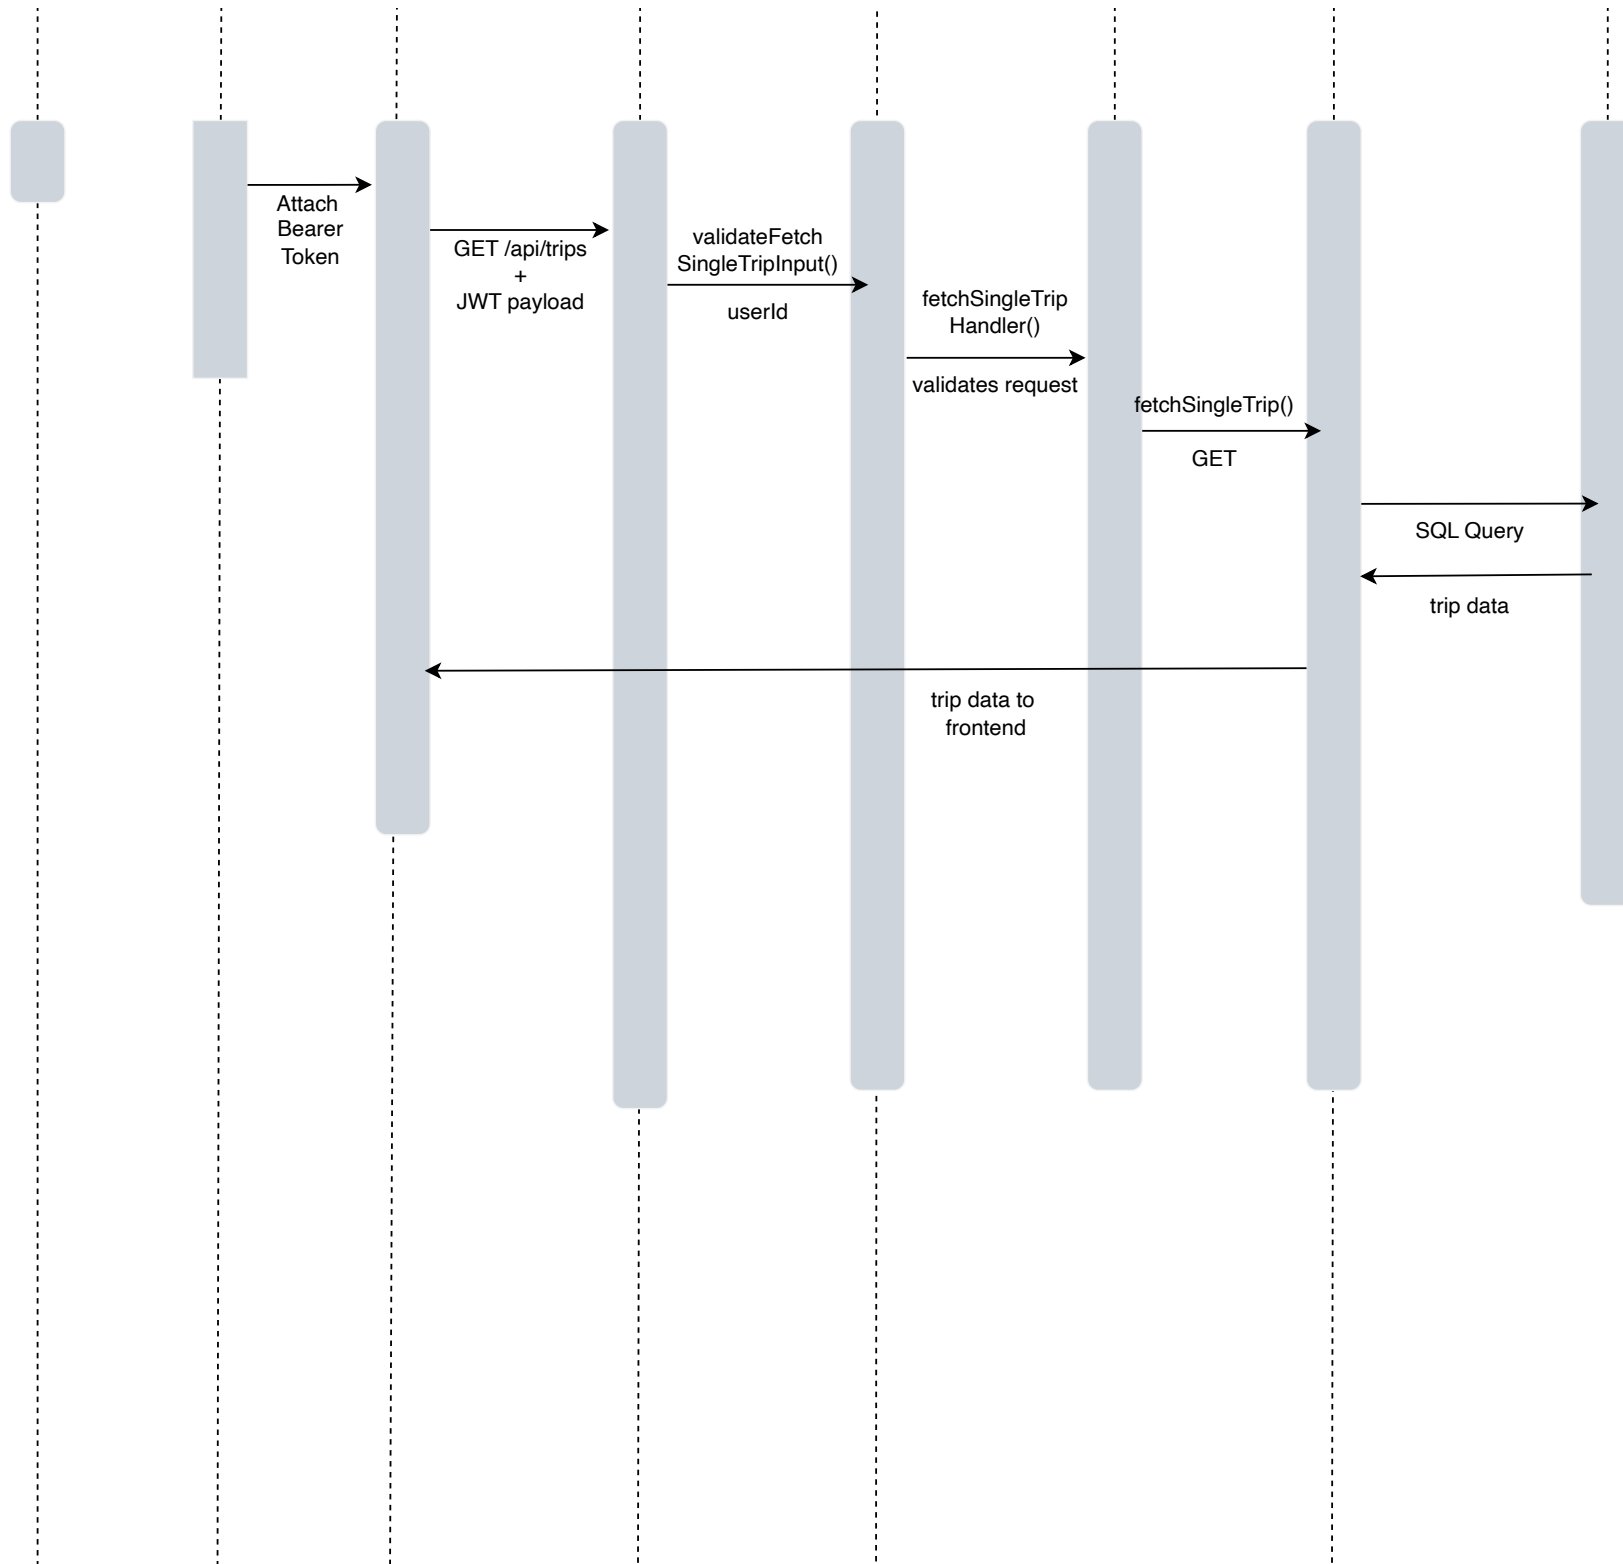 Attach
Bearer
Token
GET /api/trips
+
JWT payload
validateFetch
SingleTripInput()
userId
fetchSingleTrip
Handler()
validates request
fetchSingleTrip()
GET
SQL Query
trip data
trip data to
frontend